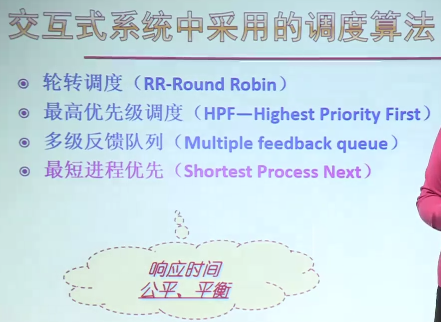 交互式系统中采用的调度算法
轮转调度（RR-Round Robin）
最高优先级调度（HPF—Highest Priority First）
多级反馈队列（Multiple feedback queue）
最短进程优先（Shortest Process Next）
响应时间
公平、平衡